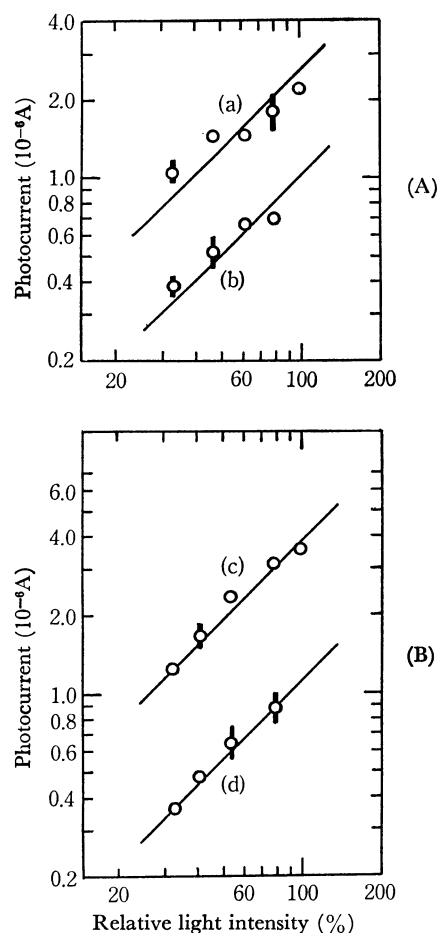 4.0
2.0
1.0
0.8
0.6
0.4
0.2
Photocurrent (10⁻⁶A)
(a)
(b)
20
60
100
200
(A)
6.0
4.0
2.0
1.0
0.8
0.6
0.4
0.2
Photocurrent (10⁻⁶A)
(c)
(d)
20
60
100
200
(B)
Relative light intensity (%)